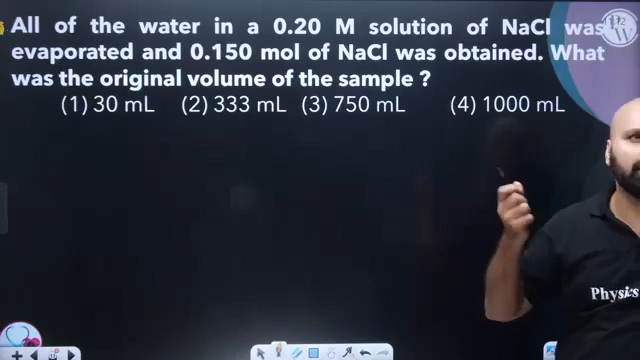 All of the water in a 0.20 M solution of NaCl was
evaporated and 0.150 mol of NaCl was obtained. What
was the original volume of the sample ?
(1) 30 mL (2) 333 mL (3) 750 mL (4) 1000 mL
Physics